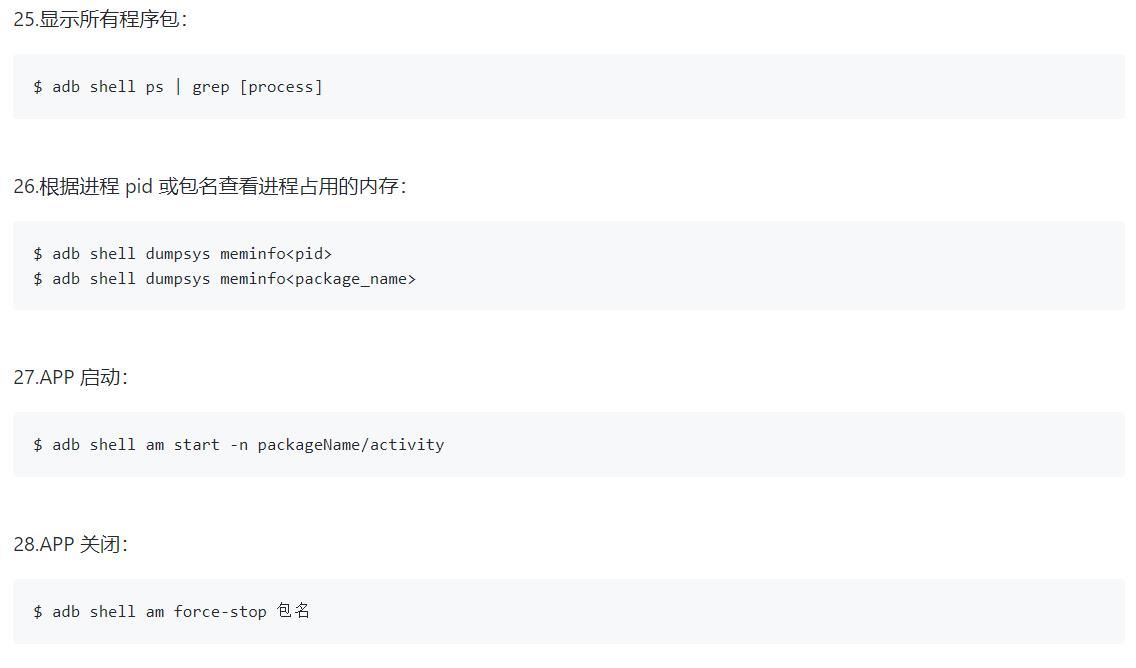 25.显示所有程序包：
$ adb shell ps | grep [process]
26.根据进程 pid 或包名查看进程占用的内存：
$ adb shell dumpsys meminfo<pid>
$ adb shell dumpsys meminfo<package_name>
27.APP 启动：
$ adb shell am start -n packageName/activity
28.APP 关闭：
$ adb shell am force-stop 包名